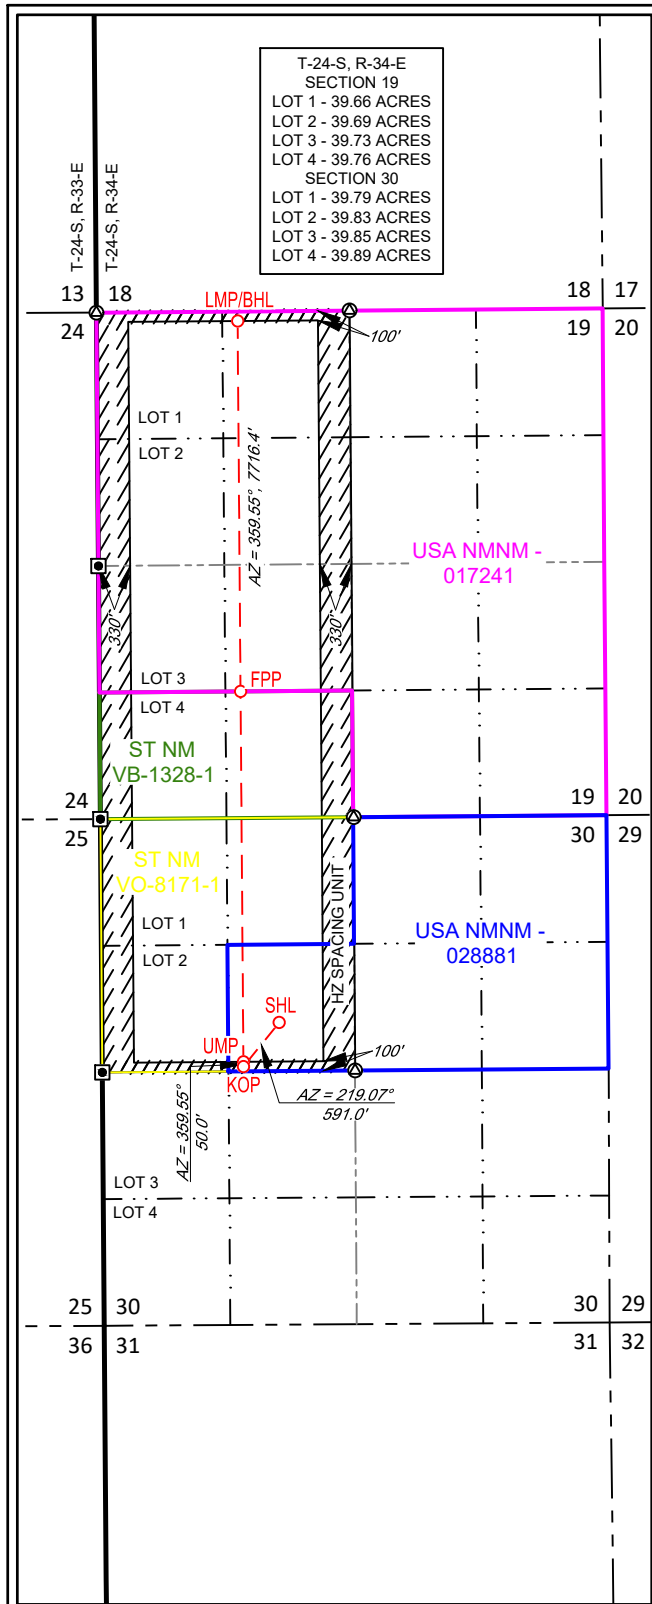 T-24-S, R-34-E
SECTION 19
LOT 1 - 39.66 ACRES
LOT 2 - 39.69 ACRES
LOT 3 - 39.73 ACRES
LOT 4 - 39.76 ACRES
SECTION 30
LOT 1 - 39.79 ACRES
LOT 2 - 39.83 ACRES
LOT 3 - 39.85 ACRES
LOT 4 - 39.89 ACRES
T-24-S, R-33-E
T-24-S, R-34-E
13 18
24
LMP/BHL
18 17
19 20
100'
LOT 1
LOT 2
AZ = 359.55°, 7716.4'
USA NMNM -
017241
330'
330'
LOT 3
LOT 4
FPP
ST NM
VB-1328-1
24
25
19 20
30 29
ST NM
VO-8171-1
HZ SPACING UNIT
LOT 1
LOT 2
USA NMNM -
028881
SHL
UMP
KOP
100'
AZ = 219.07°
591.0'
AZ = 359.55°
50.0'
LOT 3
LOT 4
25 30
36 31
30 29
31 32